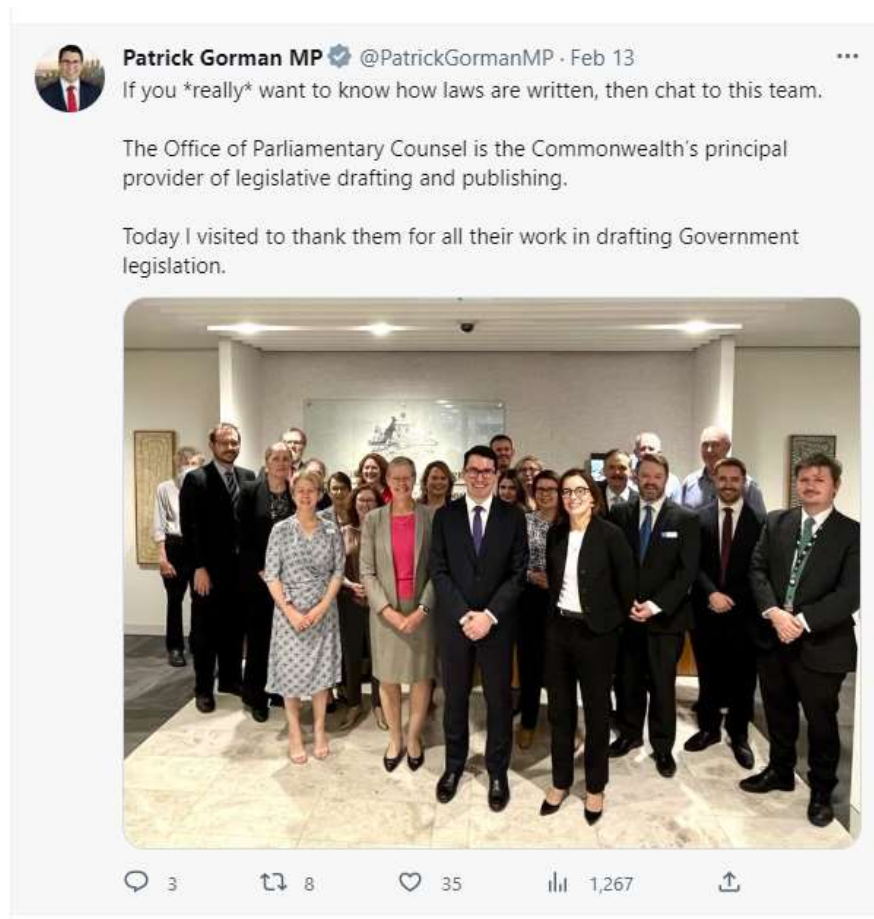 Patrick Gorman MP @PatrickGormanMP · Feb 13
If you *really* want to know how laws are written, then chat to this team.
The Office of Parliamentary Counsel is the Commonwealth's principal
provider of legislative drafting and publishing.
Today I visited to thank them for all their work in drafting Government
legislation.
3 8 35 1,267